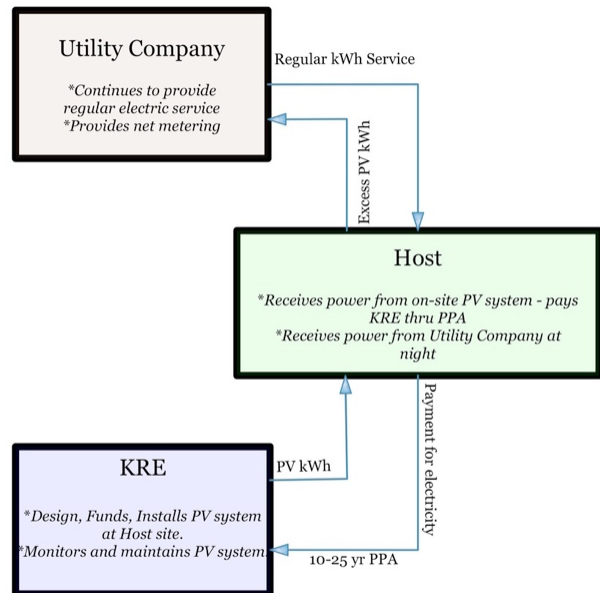 Utility Company
*Continues to provide
regular electric service
*Provides net metering
Regular kWh Service
Excess PV kWh
Host
*Receives power from on-site PV system - pays
KRE thru PPA
*Receives power from Utility Company at
night
KRE
*Design, Funds, Installs PV system
at Host site.
*Monitors and maintains PV system.
PV kWh
Payment for electricity
10-25 yr PPA